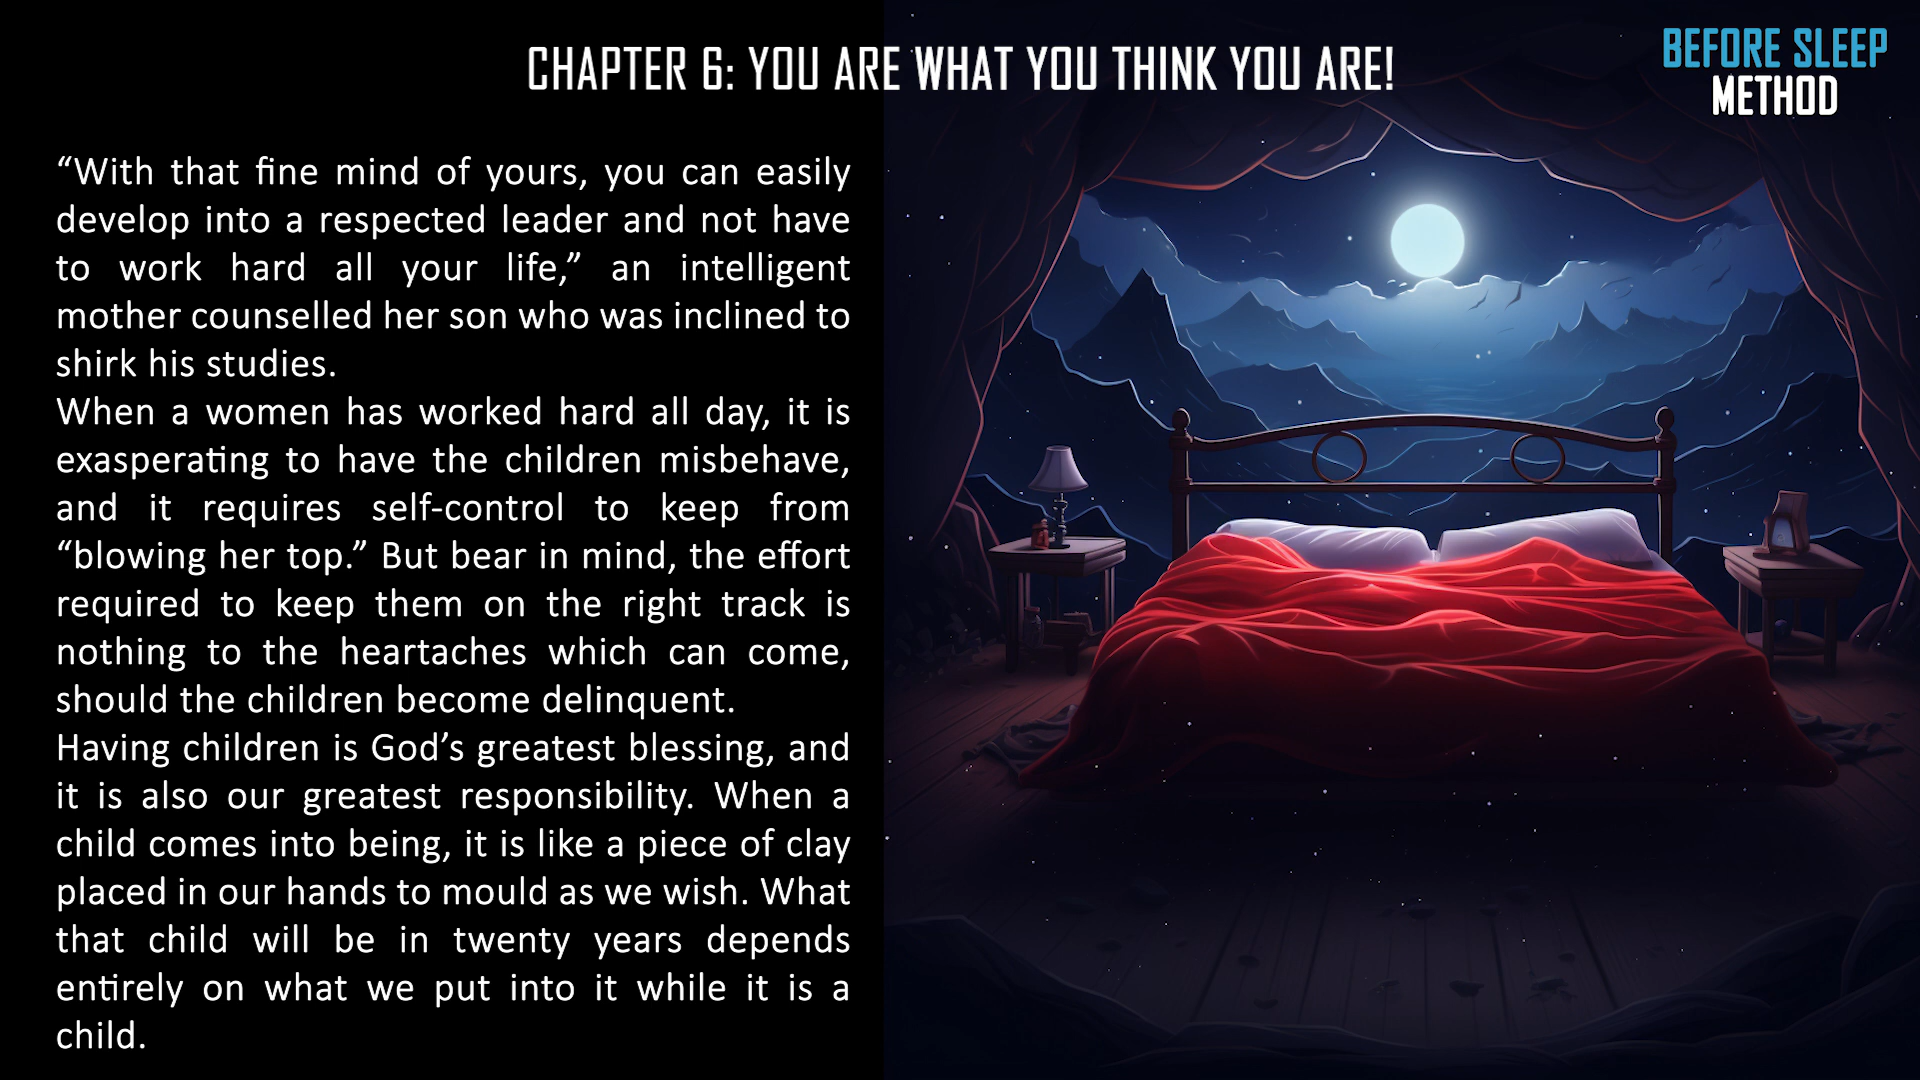 CHAPTER 6: YOU ARE WHAT YOU THINK YOU ARE!
BEFORE SLEEP
METHOD
“With that fine mind of yours, you can easily
develop into a respected leader and not have
to work hard all your life,” an intelligent
mother counselled her son who was inclined to
shirk his studies.
When a women has worked hard all day, it is
exasperating to have the children misbehave,
and it requires self-control to keep from
“blowing her top.” But bear in mind, the effort
required to keep them on the right track is
nothing to the heartaches which can come,
should the children become delinquent.
Having children is God’s greatest blessing, and
it is also our greatest responsibility. When a
child comes into being, it is like a piece of clay
placed in our hands to mould as we wish. What
that child will be in twenty years depends
entirely on what we put into it while it is a
child.